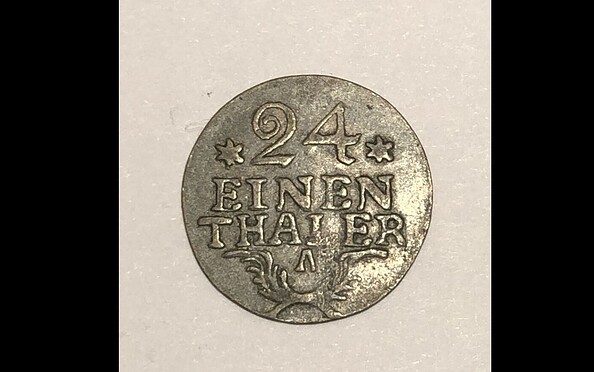 * 24 *
EINEN
THALER
A